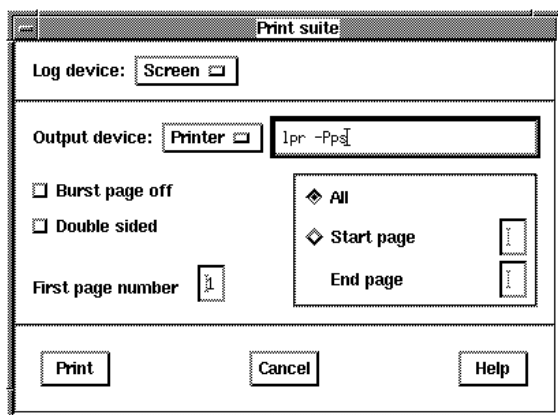 Print suite
Log device: Screen
Output device: Printer lpr -Pps
Burst page off
Double sided
First page number 1
All
Start page
End page
Print Cancel Help